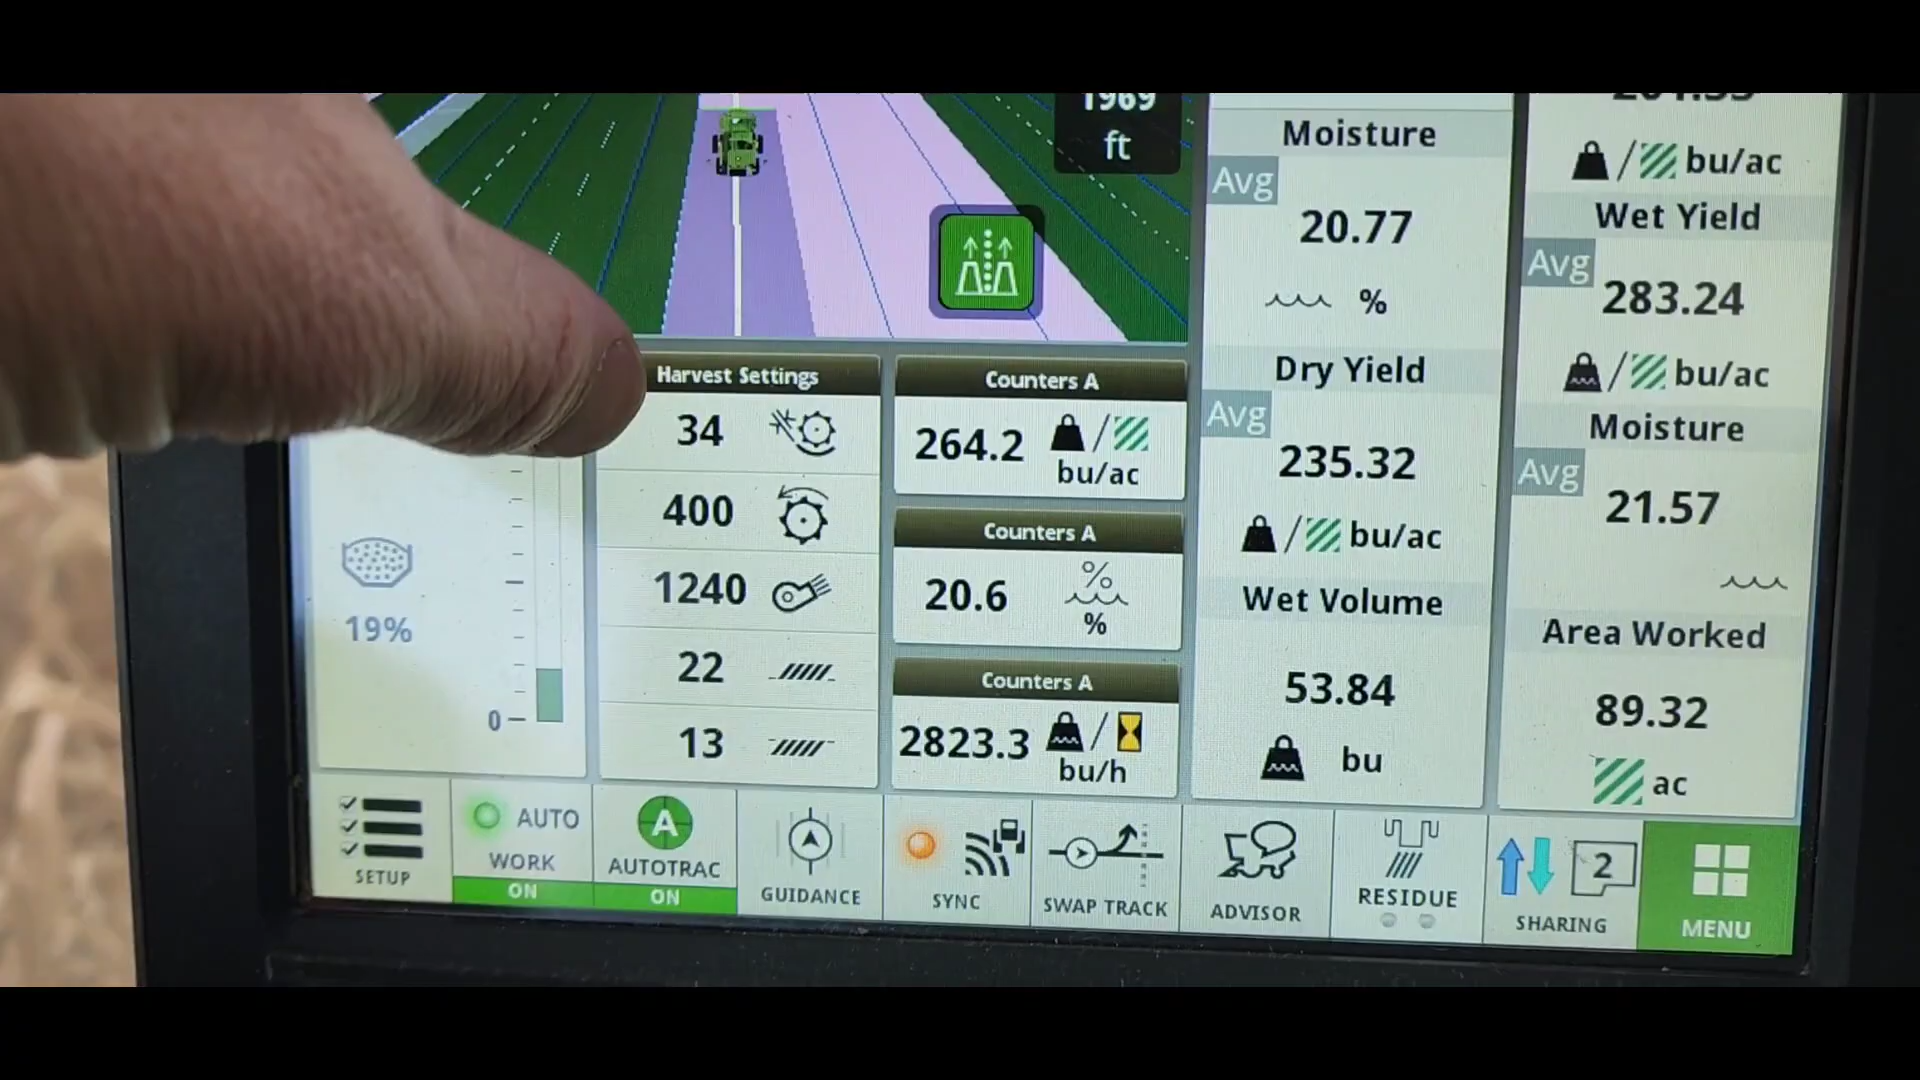 1969
ft
19%
0
Harvest Settings
34
400
1240
22
13
Counters A
264.2
bu/ac
Counters A
20.6
%
%
Counters A
2823.3
bu/h
Moisture
Avg
20.77
%
Dry Yield
Avg
235.32
bu/ac
Wet Volume
53.84
bu
bu/ac
Wet Yield
Avg
283.24
bu/ac
Moisture
Avg
21.57
Area Worked
89.32
ac
SETUP
AUTO
WORK
ON
A
AUTOTRAC
ON
GUIDANCE
SYNC
SWAP TRACK
ADVISOR
RESIDUE
2
SHARING
MENU